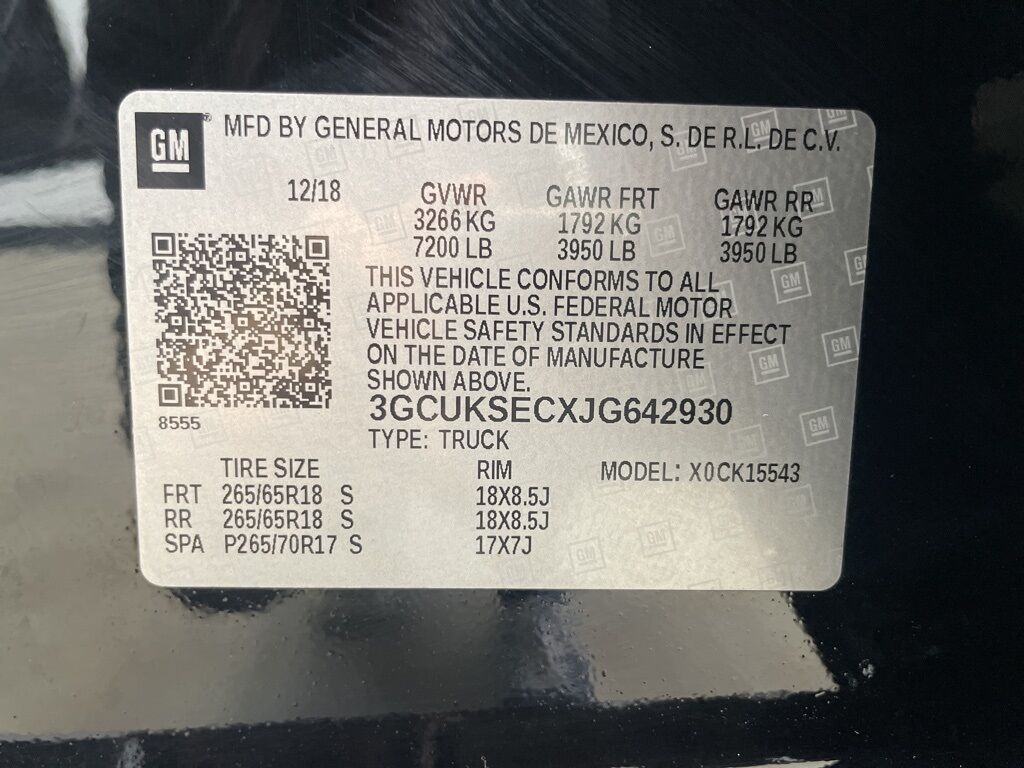 GM ® MFD BY GENERAL MOTORS DE MEXICO, S. DE R.L. DE C.V.
12/18 GVWR GAWR FRT GAWR RR
3266 KG 1792 KG 1792 KG
7200 LB 3950 LB 3950 LB
THIS VEHICLE CONFORMS TO ALL
APPLICABLE U.S. FEDERAL MOTOR
VEHICLE SAFETY STANDARDS IN EFFECT
ON THE DATE OF MANUFACTURE
SHOWN ABOVE.
3GCUKSECXJG642930
8555
TYPE: TRUCK
TIRE SIZE RIM MODEL: X0CK15543
FRT 265/65R18 S 18X8.5J
RR 265/65R18 S 18X8.5J
SPA P265/70R17 S 17X7J